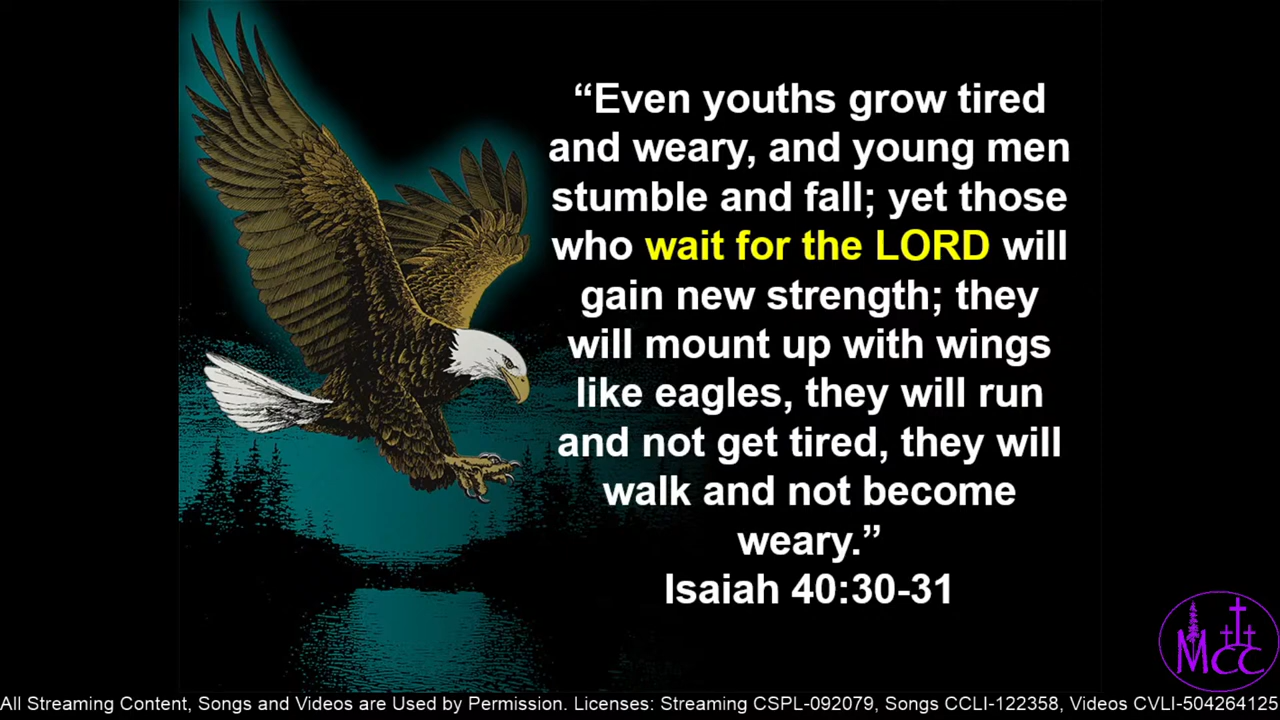 “Even youths grow tired
and weary, and young men
stumble and fall; yet those
who wait for the LORD will
gain new strength; they
will mount up with wings
like eagles, they will run
and not get tired, they will
walk and not become
weary.”
Isaiah 40:30-31
MCC
All Streaming Content, Songs and Videos are Used by Permission. Licenses: Streaming CSPL-092079, Songs CCLI-122358, Videos CVLI-504264125